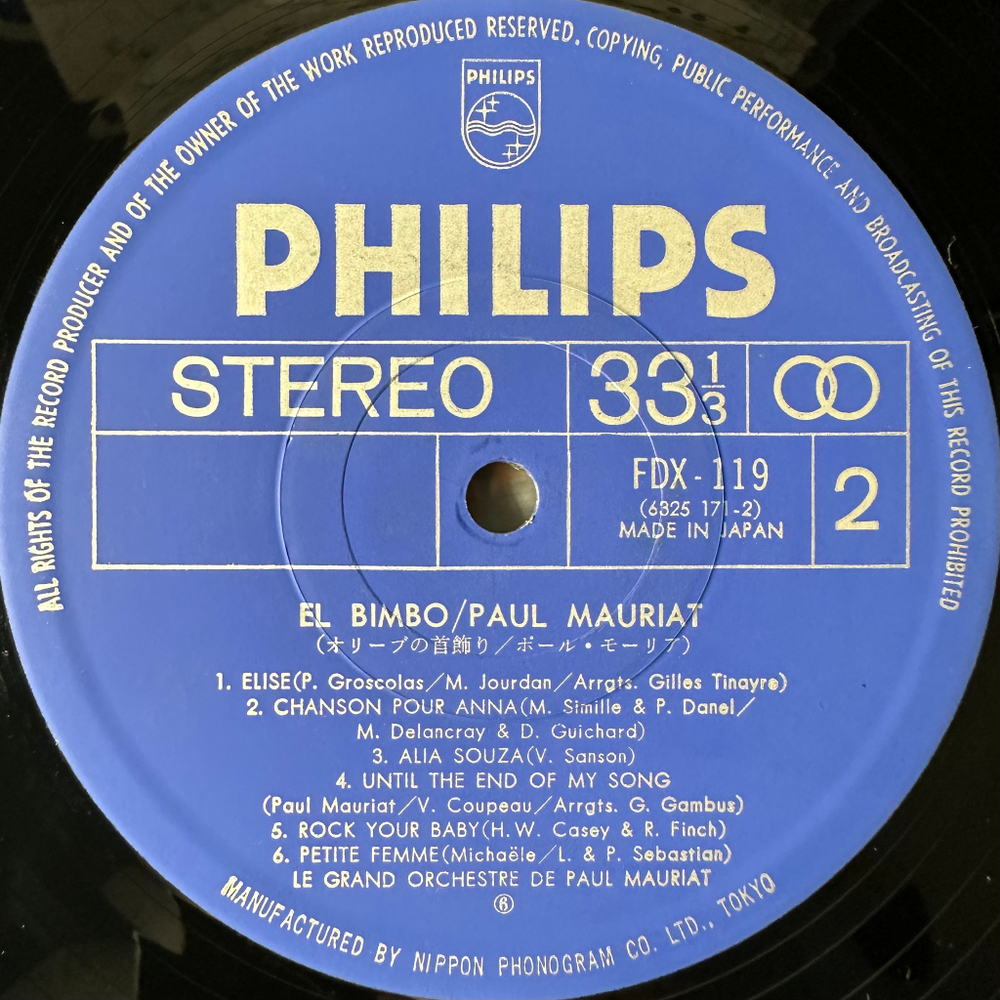 ALL RIGHTS OF THE RECORD PRODUCER AND OF THE OWNER OF THE WORK REPRODUCED RESERVED. COPYING, PUBLIC PERFORMANCE AND BROADCASTING OF THIS RECORD PROHIBITED
PHILIPS
PHILIPS
STEREO 33 1/3
FDX-119
(6325 171-2)
MADE IN JAPAN
2
EL BIMBO/PAUL MAURIAT
(オリーブの首飾り/ポール・モーリア)
1. ELISE(P. Groscolas/M. Jourdan/Arrgts. Gilles Tinayre)
2. CHANSON POUR ANNA(M. Simille & P. Danel/
M. Delancray & D. Guichard)
3. ALIA SOUZA(V. Sanson)
4. UNTIL THE END OF MY SONG
(Paul Mauriat/V. Coupeau/Arrgts. G. Gambus)
5. ROCK YOUR BABY(H.W. Casey & R. Finch)
6. PETITE FEMME(Michaële/L. & P. Sebastian)
LE GRAND ORCHESTRE DE PAUL MAURIAT
⑥
MANUFACTURED BY NIPPON PHONOGRAM CO. LTD., TOKYO